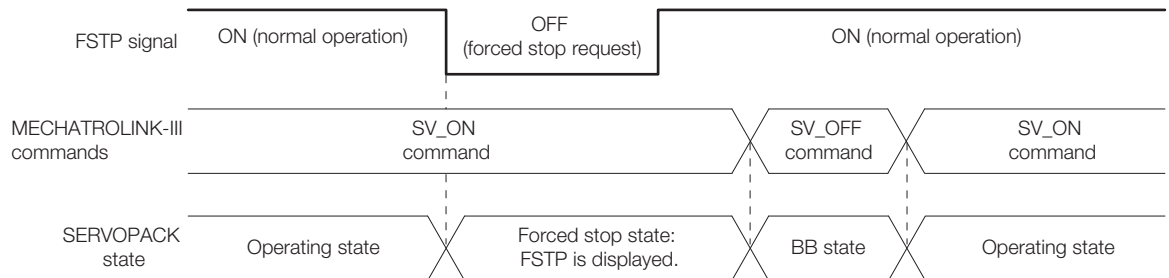 FSTP signal
ON (normal operation)
OFF
(forced stop request)
ON (normal operation)
MECHATROLINK-III
commands
SV_ON
command
SV_OFF
command
SV_ON
command
SERVOPACK
state
Operating state
Forced stop state:
FSTP is displayed.
BB state
Operating state